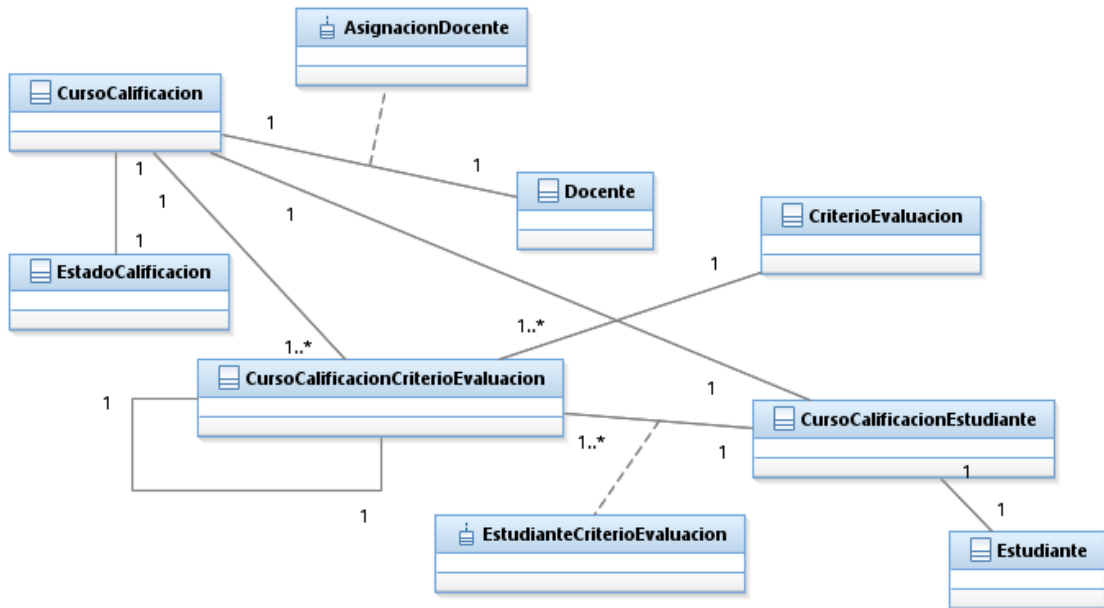 AsignacionDocente
CursoCalificacion
1
1
1
1
1
Docente
CriterioEvaluacion
1
EstadoCalificacion
1
1..*
1..*
CursoCalificacionCriterioEvaluacion
1
1
CursoCalificacionEstudiante
1..*
1
1
1
1
EstudianteCriterioEvaluacion
Estudiante